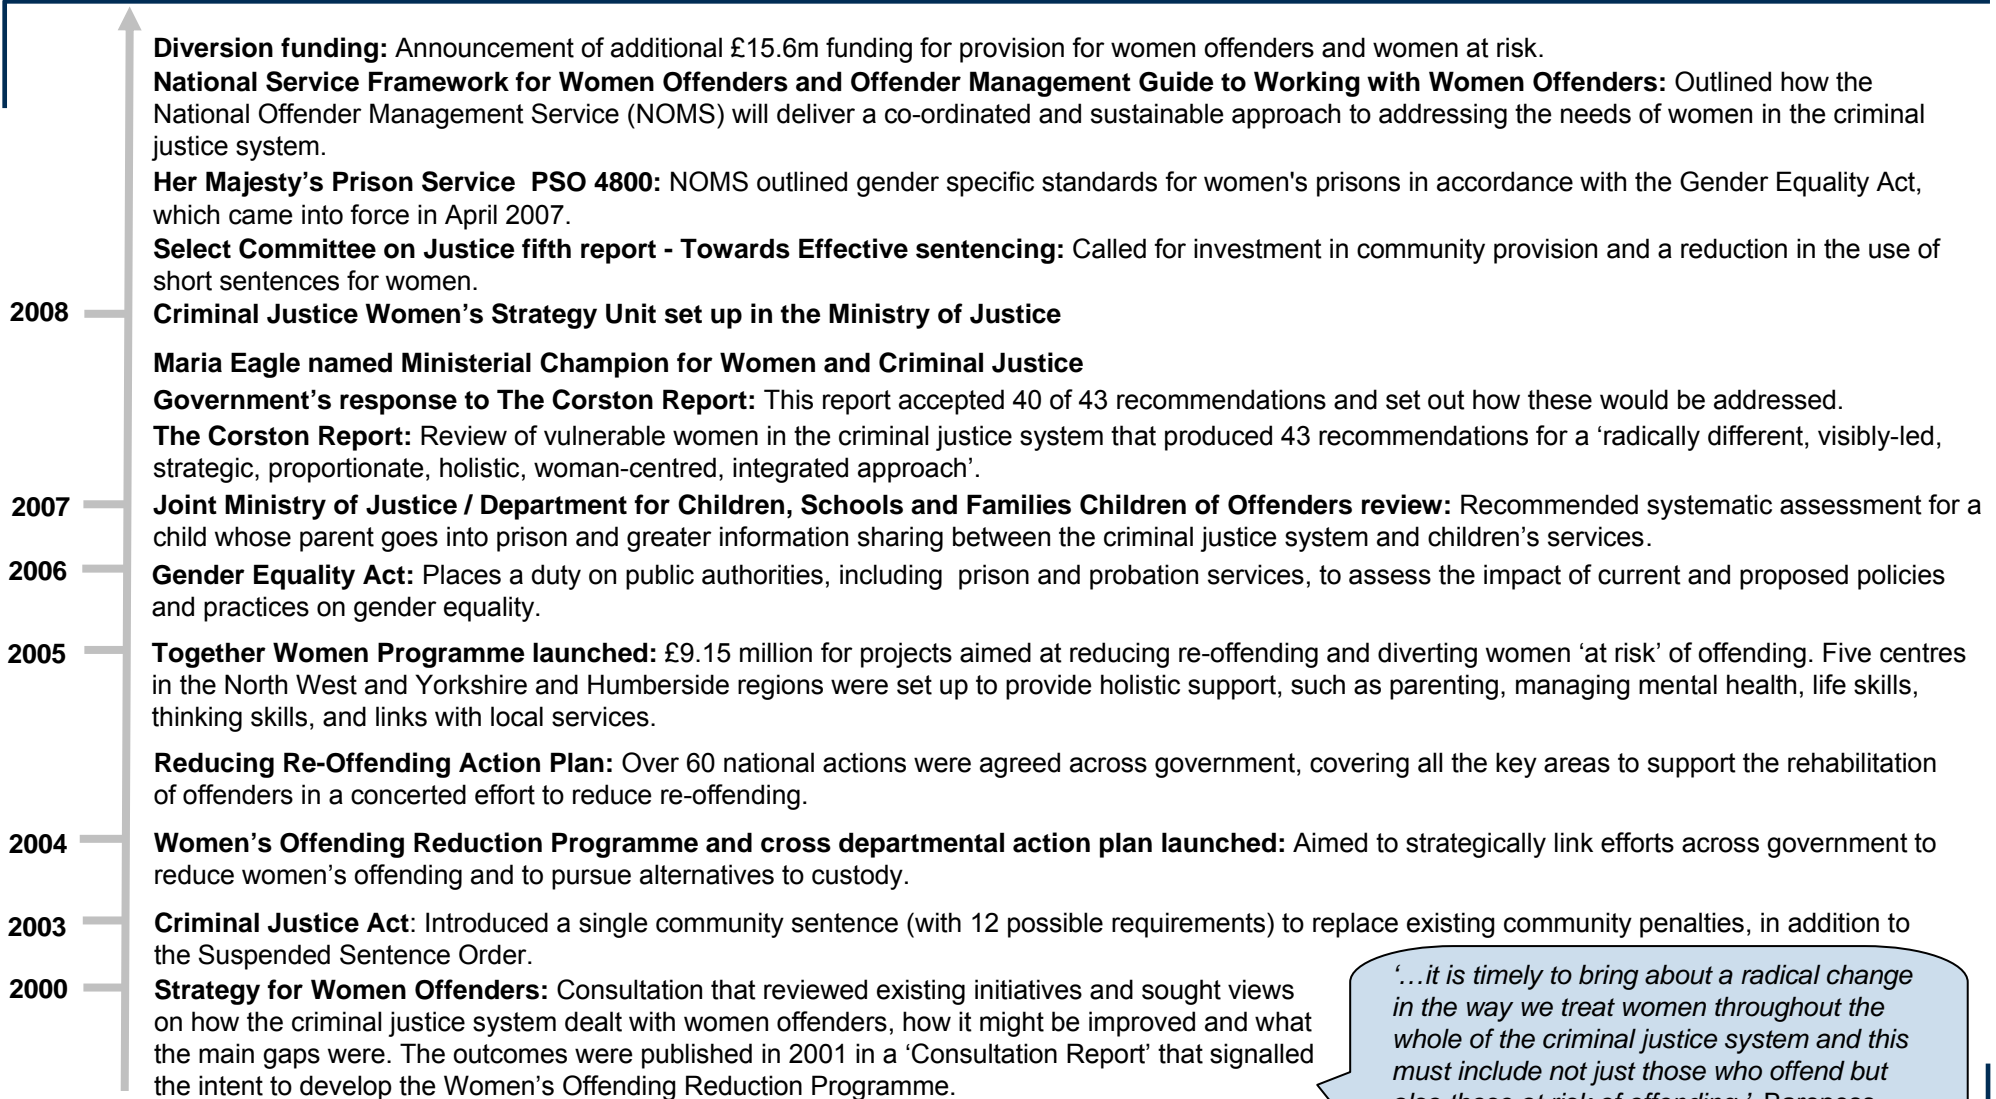 Diversion funding: Announcement of additional £15.6m funding for provision for women offenders and women at risk.
National Service Framework for Women Offenders and Offender Management Guide to Working with Women Offenders: Outlined how the
National Offender Management Service (NOMS) will deliver a co-ordinated and sustainable approach to addressing the needs of women in the criminal
justice system.
Her Majesty’s Prison Service  PSO 4800: NOMS outlined gender specific standards for women's prisons in accordance with the Gender Equality Act,
which came into force in April 2007.
Select Committee on Justice fifth report - Towards Effective sentencing: Called for investment in community provision and a reduction in the use of
short sentences for women.
2008 Criminal Justice Women’s Strategy Unit set up in the Ministry of Justice
Maria Eagle named Ministerial Champion for Women and Criminal Justice
Government’s response to The Corston Report: This report accepted 40 of 43 recommendations and set out how these would be addressed.
The Corston Report: Review of vulnerable women in the criminal justice system that produced 43 recommendations for a ‘radically different, visibly-led,
strategic, proportionate, holistic, woman-centred, integrated approach’.
2007 Joint Ministry of Justice / Department for Children, Schools and Families Children of Offenders review: Recommended systematic assessment for a
child whose parent goes into prison and greater information sharing between the criminal justice system and children’s services.
2006 Gender Equality Act: Places a duty on public authorities, including  prison and probation services, to assess the impact of current and proposed policies
and practices on gender equality.
2005 Together Women Programme launched: £9.15 million for projects aimed at reducing re-offending and diverting women ‘at risk’ of offending. Five centres
in the North West and Yorkshire and Humberside regions were set up to provide holistic support, such as parenting, managing mental health, life skills,
thinking skills, and links with local services.
Reducing Re-Offending Action Plan: Over 60 national actions were agreed across government, covering all the key areas to support the rehabilitation
of offenders in a concerted effort to reduce re-offending.
2004 Women’s Offending Reduction Programme and cross departmental action plan launched: Aimed to strategically link efforts across government to
reduce women’s offending and to pursue alternatives to custody.
2003 Criminal Justice Act: Introduced a single community sentence (with 12 possible requirements) to replace existing community penalties, in addition to
the Suspended Sentence Order.
2000 Strategy for Women Offenders: Consultation that reviewed existing initiatives and sought views
on how the criminal justice system dealt with women offenders, how it might be improved and what
the main gaps were. The outcomes were published in 2001 in a ‘Consultation Report’ that signalled
the intent to develop the Women’s Offending Reduction Programme.
‘…it is timely to bring about a radical change
in the way we treat women throughout the
whole of the criminal justice system and this
must include not just those who offend but
also those at risk of offending.’ Baroness